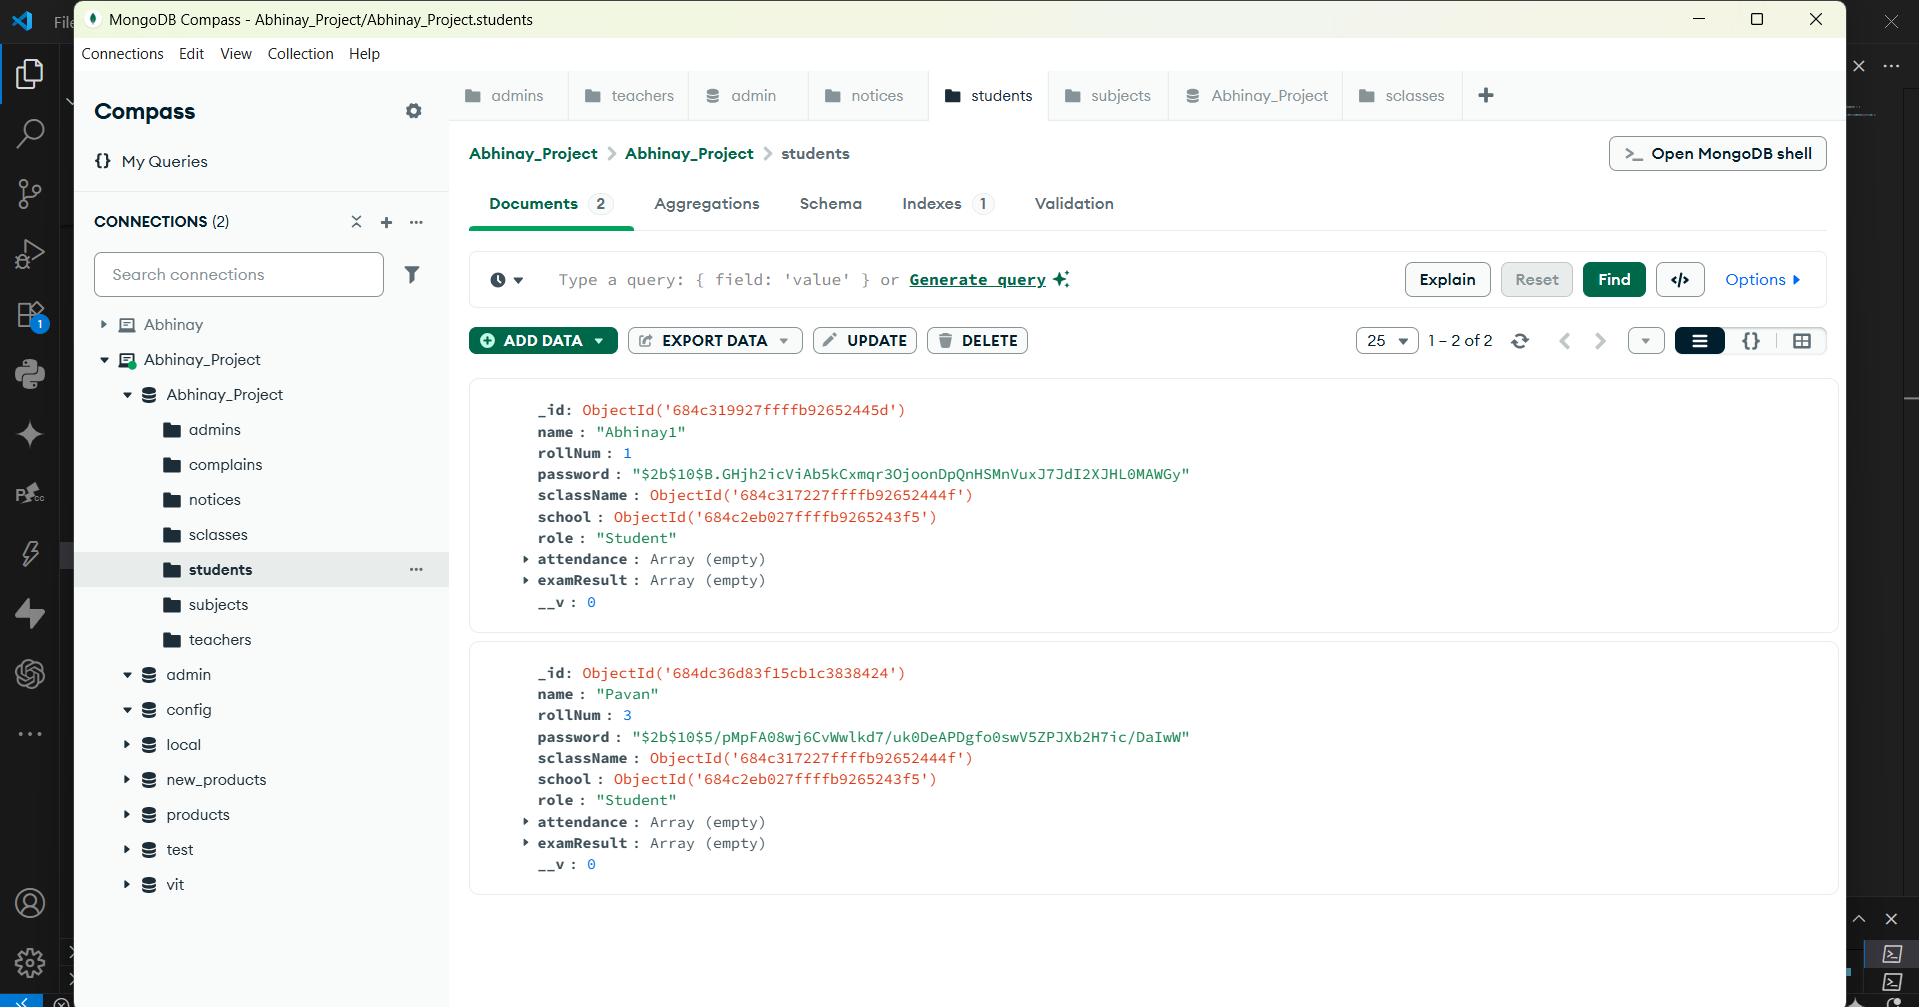 File
MongoDB Compass - Abhinay_Project/Abhinay_Project.students
Connections Edit View Collection Help
Compass
My Queries
CONNECTIONS (2)
Search connections
Abhinay
Abhinay_Project
Abhinay_Project
admins
complains
notices
sclasses
students
subjects
teachers
admin
config
local
new_products
products
test
vit
admins teachers admin notices students subjects Abhinay_Project sclasses
Abhinay_Project > Abhinay_Project > students
>_ Open MongoDB shell
Documents 2 Aggregations Schema Indexes 1 Validation
Type a query: { field: 'value' } or Generate query
Explain Reset Find </> Options
ADD DATA EXPORT DATA UPDATE DELETE
25 1 – 2 of 2 {}
_id: ObjectId('684c319927ffffb92652445d')
name : "Abhinay1"
rollNum : 1
password : "$2b$10$B.GHjh2icViAb5kCxmqr3OjoonDpQnHSMnVuxJ7JdI2XJHL0MAWGy"
sclassName : ObjectId('684c317227ffffb92652444f')
school : ObjectId('684c2eb027ffffb9265243f5')
role : "Student"
attendance : Array (empty)
examResult : Array (empty)
__v : 0
_id: ObjectId('684dc36d83f15cb1c3838424')
name : "Pavan"
rollNum : 3
password : "$2b$10$5/pMpFA08wj6CvWwlkd7/uk0DeAPDgfo0swV5ZPJXb2H7ic/DaIwW"
sclassName : ObjectId('684c317227ffffb92652444f')
school : ObjectId('684c2eb027ffffb9265243f5')
role : "Student"
attendance : Array (empty)
examResult : Array (empty)
__v : 0
1